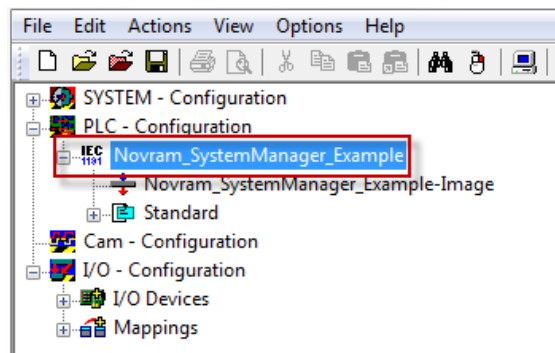 File Edit Actions View Options Help
SYSTEM - Configuration
PLC - Configuration
IEC
1131
Novram_SystemManager_Example
Novram_SystemManager_Example-Image
Standard
Cam - Configuration
I/O - Configuration
I/O Devices
Mappings